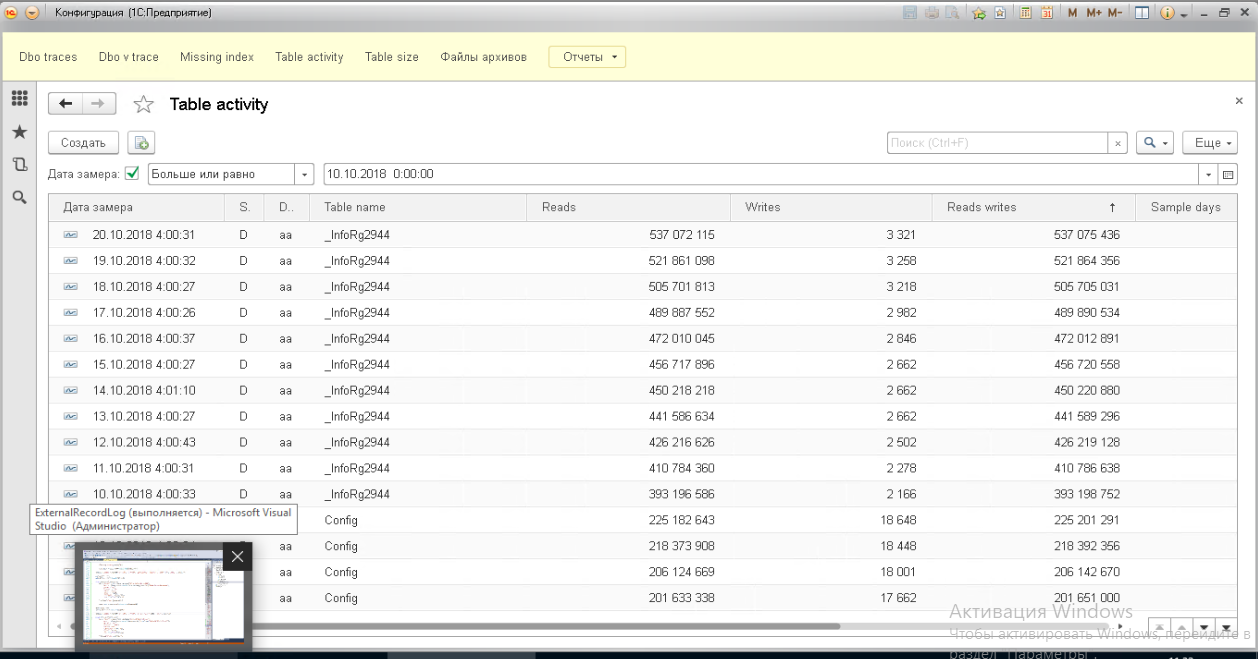 Конфигурация (1С:Предприятие)
M M+ M-
Dbo traces Dbo v trace Missing index Table activity Table size Файлы архивов Отчеты
Table activity
Создать Поиск (Ctrl+F) Еще
Дата замера: Больше или равно 10.10.2018 0:00:00
Дата замера S. D.. Table name Reads Writes Reads writes Sample days
20.10.2018 4:00:31 D aa _InfoRg2944 537 072 115 3 321 537 075 436
19.10.2018 4:00:32 D aa _InfoRg2944 521 861 098 3 258 521 864 356
18.10.2018 4:00:27 D aa _InfoRg2944 505 701 813 3 218 505 705 031
17.10.2018 4:00:26 D aa _InfoRg2944 489 887 552 2 982 489 890 534
16.10.2018 4:00:37 D aa _InfoRg2944 472 010 045 2 846 472 012 891
15.10.2018 4:00:27 D aa _InfoRg2944 456 717 896 2 662 456 720 558
14.10.2018 4:01:10 D aa _InfoRg2944 450 218 218 2 662 450 220 880
13.10.2018 4:00:27 D aa _InfoRg2944 441 586 634 2 662 441 589 296
12.10.2018 4:00:43 D aa _InfoRg2944 426 216 626 2 502 426 219 128
11.10.2018 4:00:31 D aa _InfoRg2944 410 784 360 2 278 410 786 638
10.10.2018 4:00:33 D aa _InfoRg2944 393 196 586 2 166 393 198 752
ExternalRecordLog (выполняется) - Microsoft Visual
Studio (Администратор)
Config 225 182 643 18 648 225 201 291
aa Config 218 373 908 18 448 218 392 356
aa Config 206 124 669 18 001 206 142 670
aa Config 201 633 338 17 662 201 651 000
Активация Windows
Чтобы активировать Windows, перейдите в
раздел "Параметры